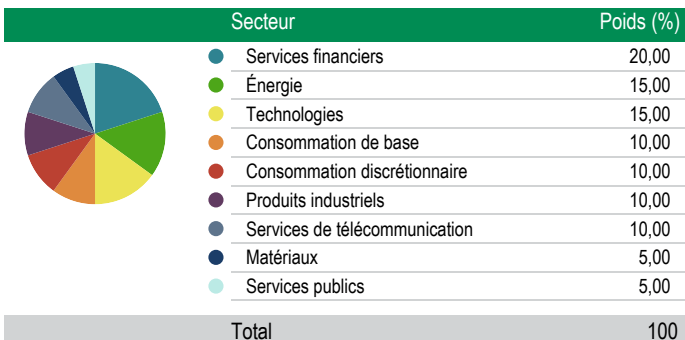 Secteur Poids (%)
Services financiers 20,00
Énergie 15,00
Technologies 15,00
Consommation de base 10,00
Consommation discrétionnaire 10,00
Produits industriels 10,00
Services de télécommunication 10,00
Matériaux 5,00
Services publics 5,00
Total 100